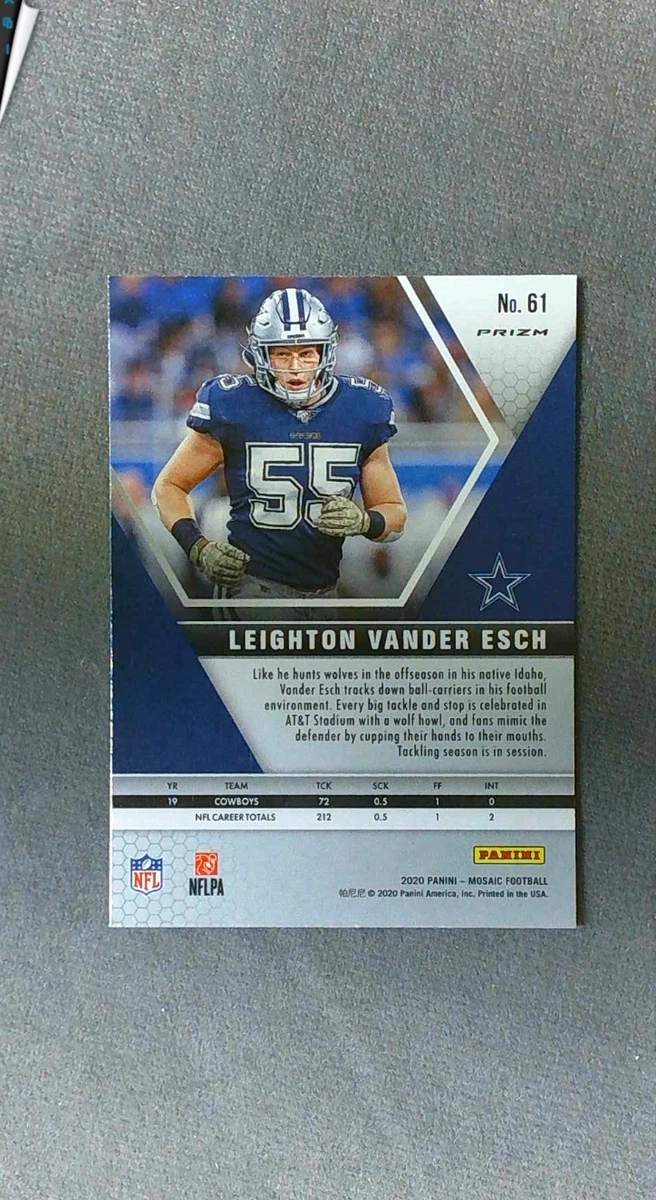 No. 61
PRIZM
55
55
LEIGHTON VANDER ESCH
Like he hunts wolves in the offseason in his native Idaho,
Vander Esch tracks down ball-carriers in his football
environment. Every big tackle and stop is celebrated in
AT&T Stadium with a wolf howl, and fans mimic the
defender by cupping their hands to their mouths.
Tackling season is in session.
YR TEAM TCK SCK FF INT
19 COWBOYS 72 0.5 1 0
NFL CAREER TOTALS 212 0.5 1 2
PANINI
NFL
NFLPA
2020 PANINI – MOSAIC FOOTBALL
帕尼尼 © 2020 Panini America, Inc. Printed in the USA.